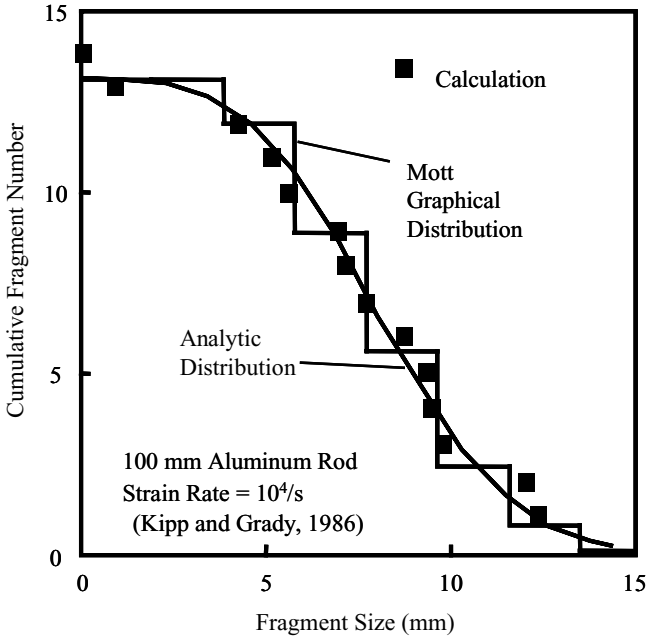 15
10
5
0
Cumulative Fragment Number
Calculation
Mott
Graphical
Distribution
Analytic
Distribution
100 mm Aluminum Rod
Strain Rate = 10⁴/s
(Kipp and Grady, 1986)
0
5
10
15
Fragment Size (mm)